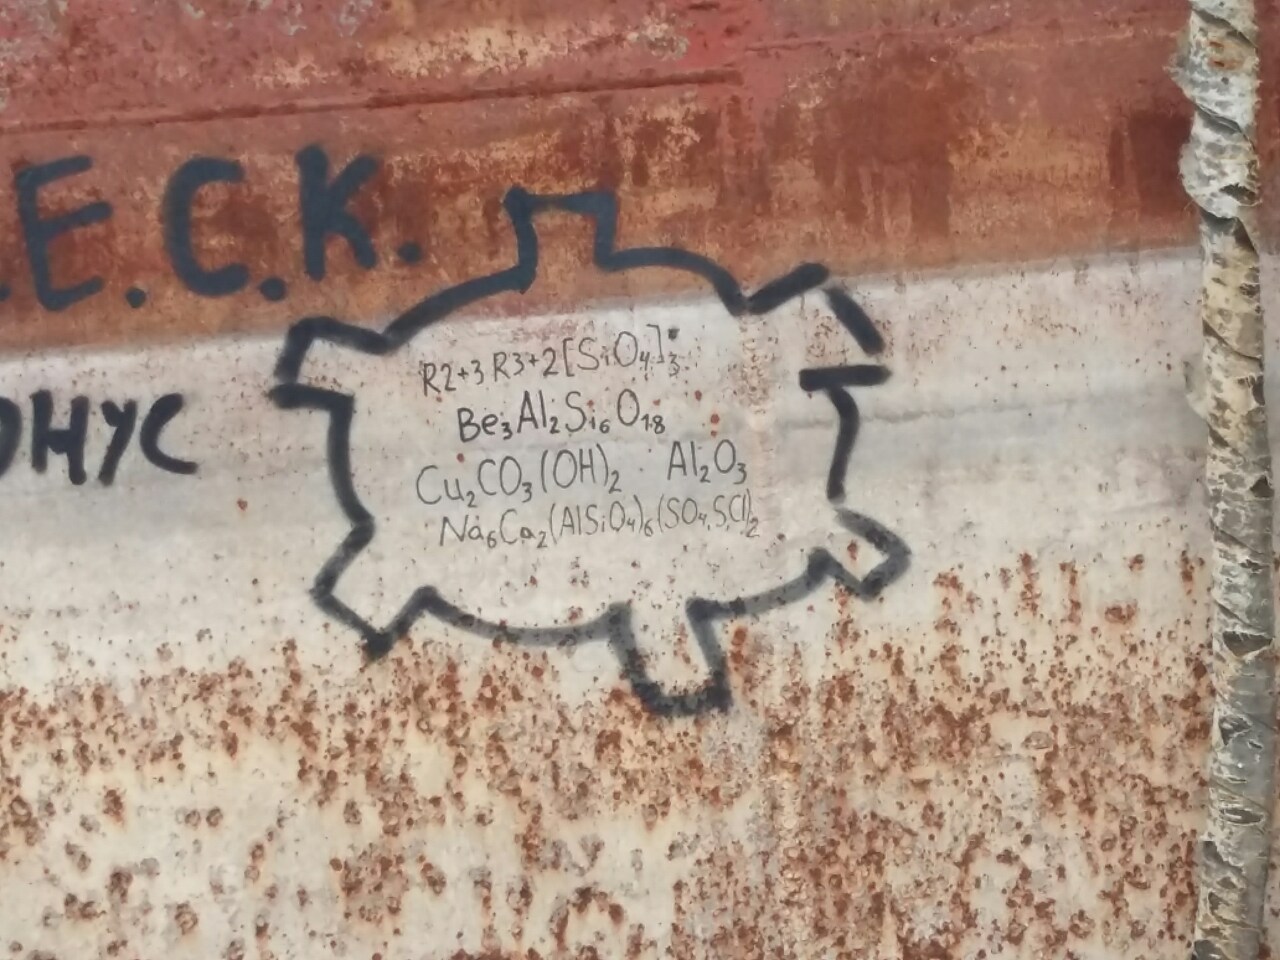 .Е.С.К.
ОНУС
R2+3 R3+2[SiO₄]₃
Be₃Al₂Si₆O₁₈
Cu₂CO₃(OH)₂ Al₂O₃
Na₆Ca₂(AlSiO₄)₆(SO₄,S,Cl)₂